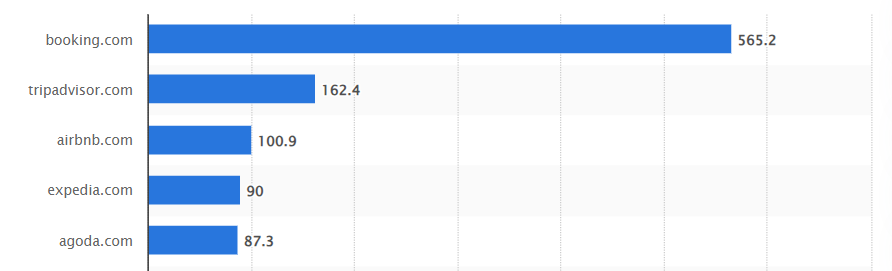 booking.com 565.2
tripadvisor.com 162.4
airbnb.com 100.9
expedia.com 90
agoda.com 87.3